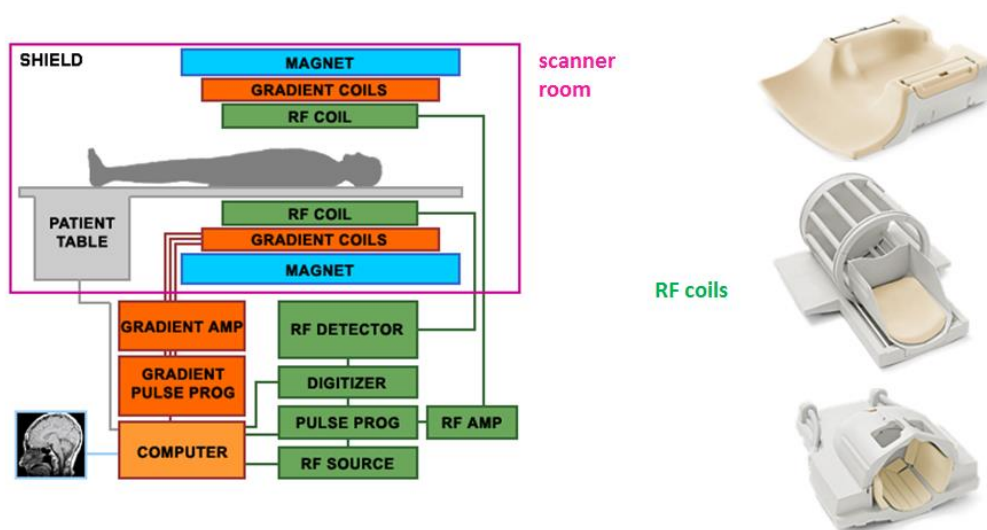 SHIELD
MAGNET
GRADIENT COILS
RF COIL
scanner
room
RF COIL
GRADIENT COILS
MAGNET
PATIENT
TABLE
GRADIENT AMP
RF DETECTOR
GRADIENT
PULSE PROG
DIGITIZER
PULSE PROG
RF AMP
COMPUTER
RF SOURCE
RF coils